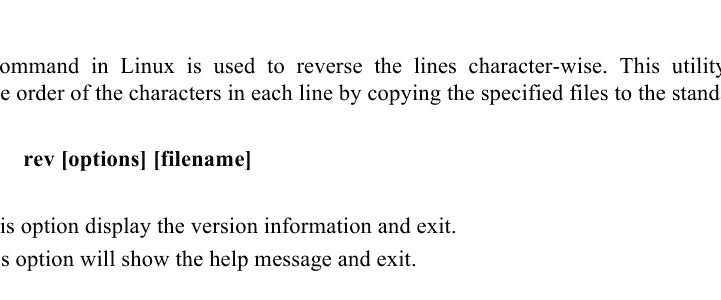 ommand in Linux is used to reverse the lines character-wise. This utility
e order of the characters in each line by copying the specified files to the stand
rev [options] [filename]
is option display the version information and exit.
s option will show the help message and exit.